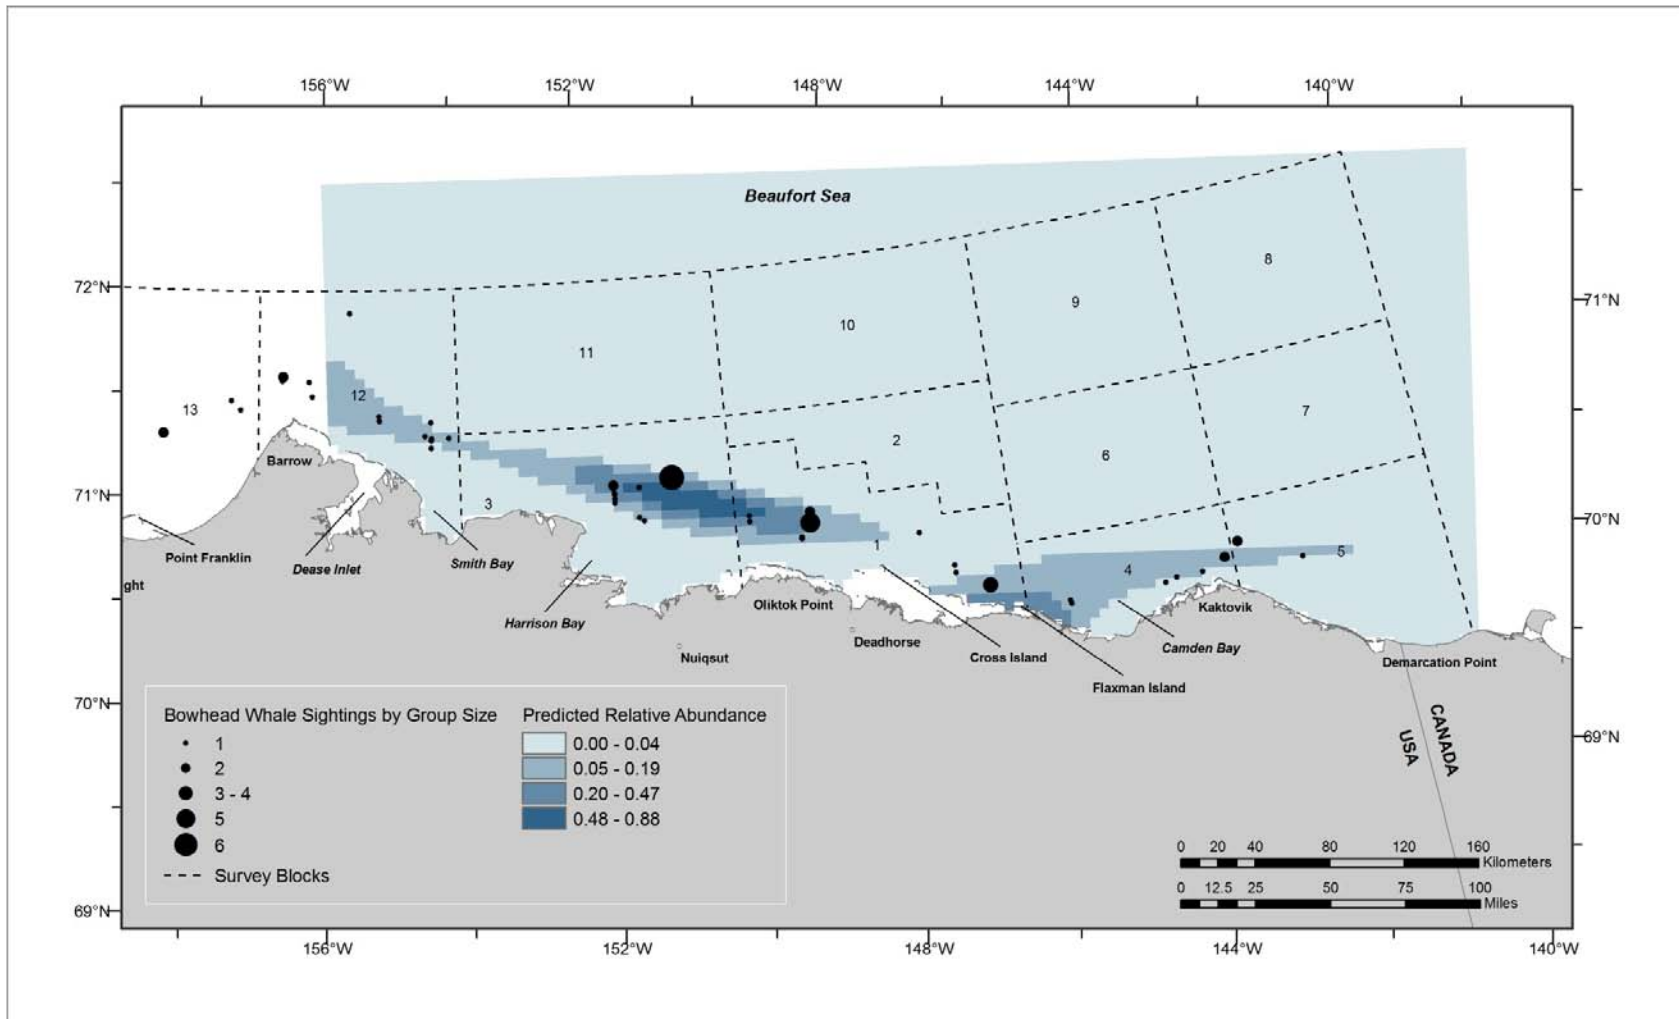 156°W 152°W 148°W 144°W 140°W
Beaufort Sea
72°N
71°N
71°N
70°N
70°N
69°N
69°N
8
9
10
11
12
13
7
2
6
3
1
5
4
Barrow
Point Franklin
Dease Inlet
Smith Bay
ght
Harrison Bay
Oliktok Point
Nuiqsut
Deadhorse
Cross Island
Flaxman Island
Kaktovik
Camden Bay
Demarcation Point
USA
CANADA
Bowhead Whale Sightings by Group Size
1
2
3 - 4
5
6
Survey Blocks
Predicted Relative Abundance
0.00 - 0.04
0.05 - 0.19
0.20 - 0.47
0.48 - 0.88
0 20 40 80 120 160
Kilometers
0 12.5 25 50 75 100
Miles
156°W 152°W 148°W 144°W 140°W